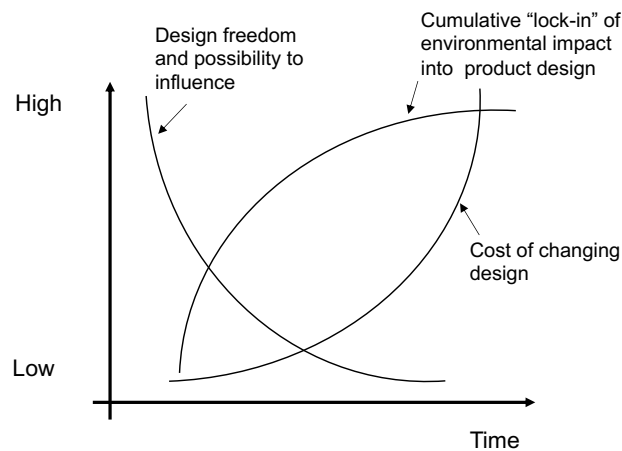 Design freedom
and possibility to
influence
Cumulative “lock-in” of
environmental impact
into product design
High
Cost of changing
design
Low
Time